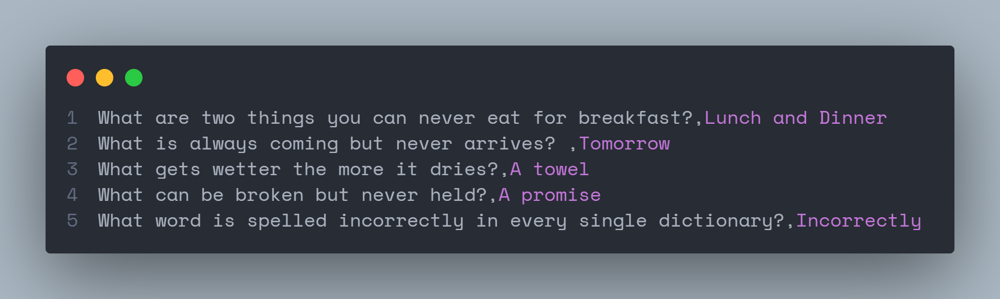 1 What are two things you can never eat for breakfast?,Lunch and Dinner
2 What is always coming but never arrives? ,Tomorrow
3 What gets wetter the more it dries?,A towel
4 What can be broken but never held?,A promise
5 What word is spelled incorrectly in every single dictionary?,Incorrectly